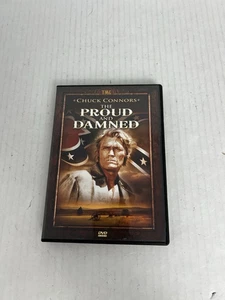 CHUCK CONNORS
THE
PROUD AND
DAMNED
DVD